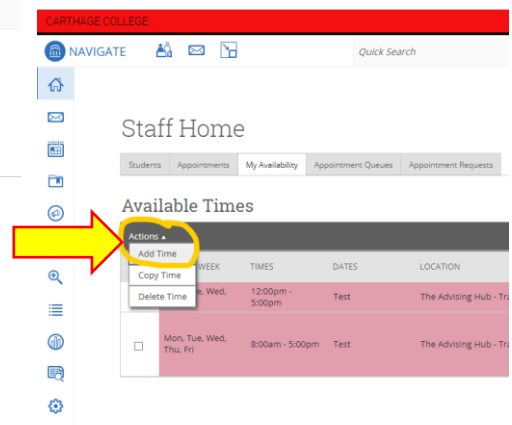 CARTHAGE COLLEGE
NAVIGATE
Quick Search
Staff Home
Students Appointments My Availability Appointment Queues Appointment Requests
Available Times
Actions
Add Time
Copy Time
Delete Time
WEEK TIMES DATES LOCATION
e, Wed, 12:00pm - 5:00pm Test The Advising Hub - Tra
Mon, Tue, Wed, Thu, Fri 8:00am - 5:00pm Test The Advising Hub - Tra